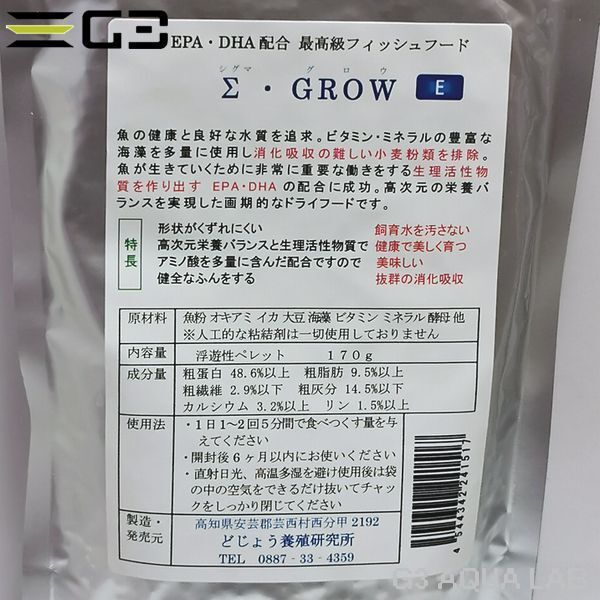 G3
EPA・DHA配合 最高級フィッシュフード
シグマ グロウ
Σ・GROW E
魚の健康と良好な水質を追求。ビタミン・ミネラルの豊富な
海藻を多量に使用し消化吸収の難しい小麦粉類を排除。
魚が生きていくために非常に重要な働きをする生理活性物
質を作り出す EPA・DHA の配合に成功。高次元の栄養バ
ランスを実現した画期的なドライフードです。
特長
形状がくずれにくい 飼育水を汚さない
高次元栄養バランスと生理活性物質で 健康で美しく育つ
アミノ酸を多量に含んだ配合ですので 美味しい
健全なふんをする 抜群の消化吸収
原材料 魚粉 オキアミ イカ 大豆 海藻 ビタミン ミネラル 酵母 他
※人工的な粘結剤は一切使用しておりません
内容量 浮遊性ペレット 170g
成分量 粗蛋白 48.6%以上 粗脂肪 9.5%以上
粗繊維 2.9%以下 粗灰分 14.5%以下
カルシウム 3.2%以上 リン 1.5%以上
使用法 ・1日1~2回5分間で食べつくす量を与
えてください
・開封後6ヶ月以内にお使いください
・直射日光、高温多湿を避け使用後は袋
の中の空気をできるだけ抜いてチャッ
クをしっかり閉じてください
製造・
発売元
高知県安芸郡芸西村西分甲2192
どじょう養殖研究所
TEL 0887-33-4359
4 544342 241517
G3 AQUA LAB